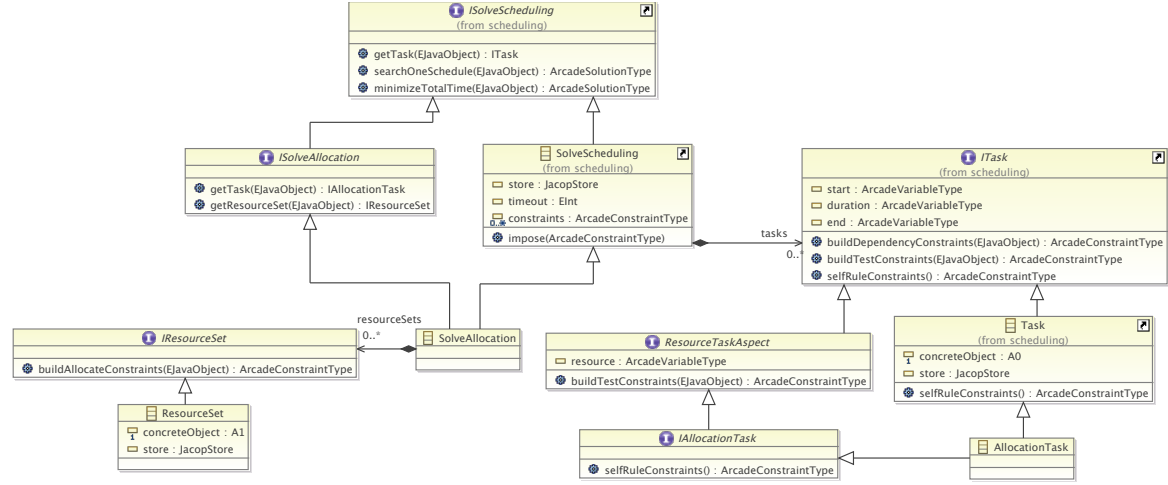 ISolveScheduling
(from scheduling)
getTask(EJavaObject) : ITask
searchOneSchedule(EJavaObject) : ArcadeSolutionType
minimizeTotalTime(EJavaObject) : ArcadeSolutionType
ISolveAllocation
getTask(EJavaObject) : IAllocationTask
getResourceSet(EJavaObject) : IResourceSet
SolveScheduling
(from scheduling)
store : JacopStore
timeout : EInt
constraints : ArcadeConstraintType
0..*
impose(ArcadeConstraintType)
tasks
0..*
ITask
(from scheduling)
start : ArcadeVariableType
duration : ArcadeVariableType
end : ArcadeVariableType
buildDependencyConstraints(EJavaObject) : ArcadeConstraintType
buildTestConstraints(EJavaObject) : ArcadeConstraintType
selfRuleConstraints() : ArcadeConstraintType
IResourceSet
buildAllocateConstraints(EJavaObject) : ArcadeConstraintType
resourceSets
0..*
SolveAllocation
ResourceTaskAspect
resource : ArcadeVariableType
buildTestConstraints(EJavaObject) : ArcadeConstraintType
Task
(from scheduling)
concreteObject : A0
1
store : JacopStore
selfRuleConstraints() : ArcadeConstraintType
ResourceSet
concreteObject : A1
1
store : JacopStore
IAllocationTask
selfRuleConstraints() : ArcadeConstraintType
AllocationTask